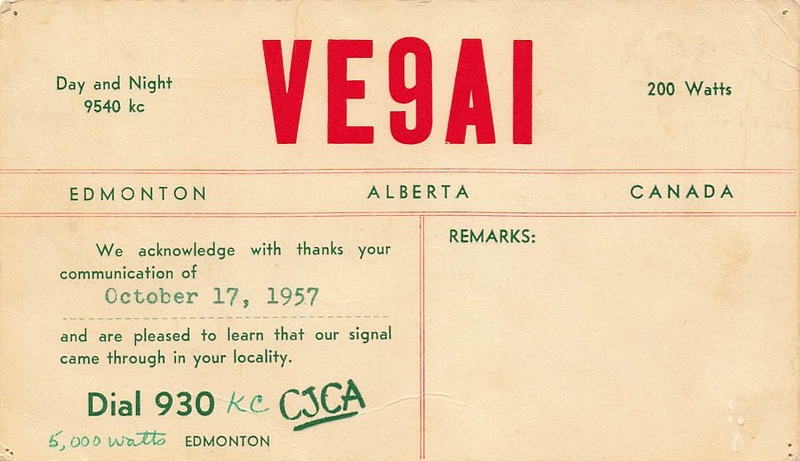 VE9AI
Day and Night
9540 kc
200 Watts
EDMONTON ALBERTA CANADA
We acknowledge with thanks your
communication of
October 17, 1957
and are pleased to learn that our signal
came through in your locality.
Dial 930 KC CJCA
5,000 watts EDMONTON
REMARKS: